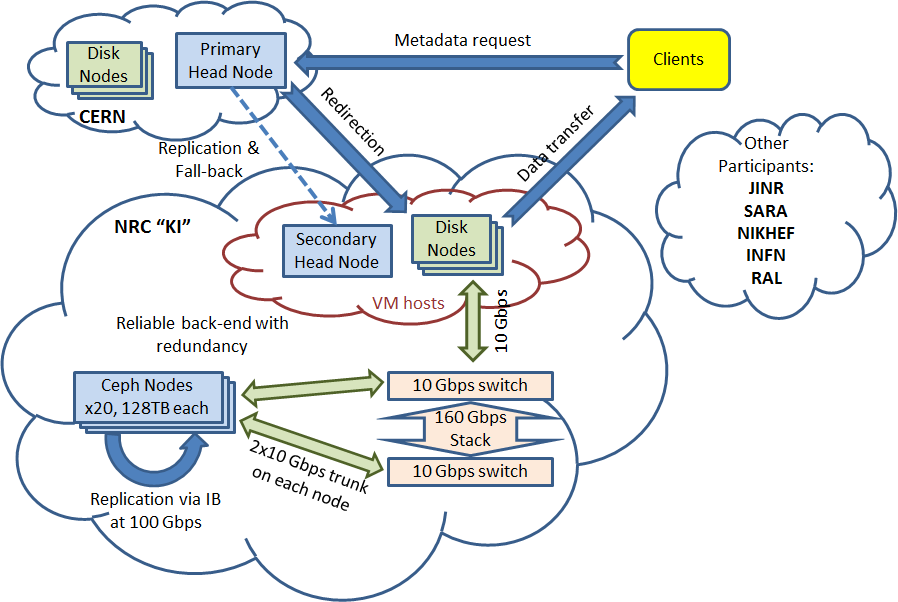 Disk
Nodes
Primary
Head Node
CERN
Metadata request
Clients
Redirection
Data transfer
Replication &
Fall-back
Other
Participants:
JINR
SARA
NIKHEF
INFN
RAL
NRC “KI”
Secondary
Head Node
Disk
Nodes
VM hosts
10 Gbps
Reliable back-end with
redundancy
Ceph Nodes
x20, 128TB each
10 Gbps switch
160 Gbps
Stack
10 Gbps switch
2x10 Gbps trunk
on each node
Replication via IB
at 100 Gbps